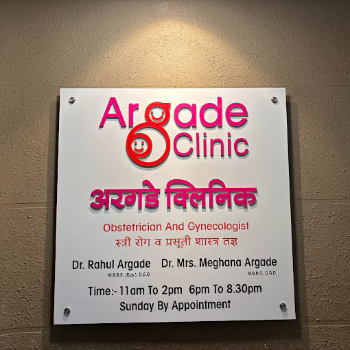 Argade
Clinic
अरगडे क्लिनिक
Obstetrician And Gynecologist
स्त्री रोग व प्रसूती शास्त्र तज्ञ
Dr. Rahul Argade Dr. Mrs. Meghana Argade
M.B.B.S. D.G.O. M.B.B.S., D.G.O.
Time:- 11am To 2pm 6pm To 8.30pm
Sunday By Appointment